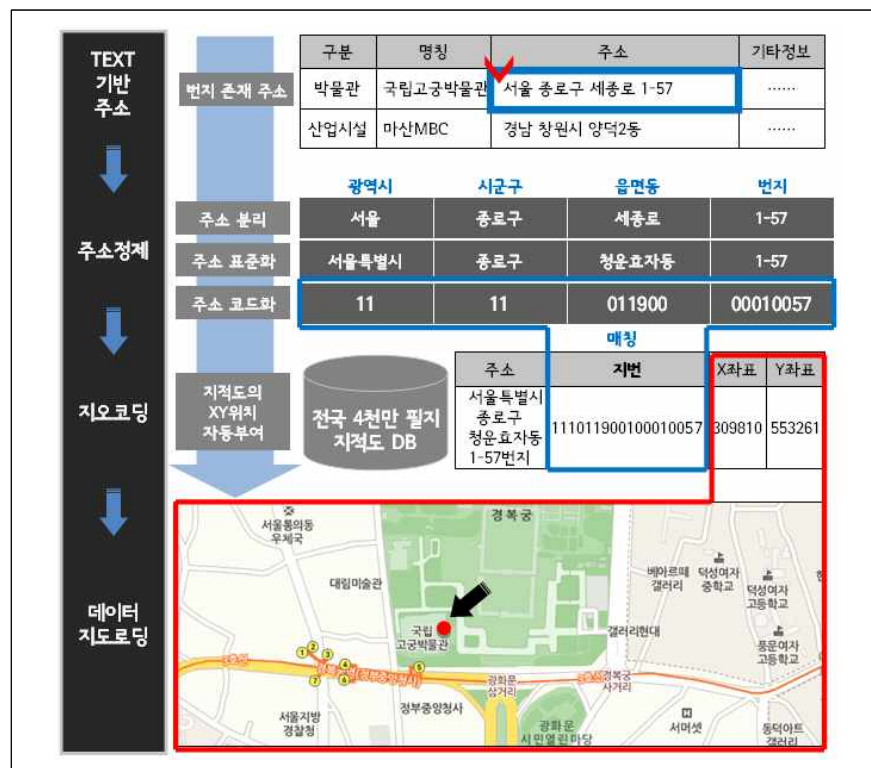 TEXT
기반
주소
주소정제
지오코딩
데이터
지도로딩
번지 존재 주소
구분 명칭 주소 기타정보
박물관 국립고궁박물관 서울 종로구 세종로 1-57 ……
산업시설 마산MBC 경남 창원시 양덕2동 ……
광역시 시군구 읍면동 번지
주소 분리 서울 종로구 세종로 1-57
주소 표준화 서울특별시 종로구 청운효자동 1-57
주소 코드화 11 11 011900 00010057
매칭
지적도의
XY위치
자동부여
전국 4천만 필지
지적도 DB
주소 지번 X좌표 Y좌표
서울특별시
종로구
청운효자동
1-57번지
1111011900100010057 309810 553261
경복궁
서울통의동
우체국
대림미술관
베아르떼
갤러리
덕성여자
중학교
덕성여자
고등학교
국립
고궁박물관
갤러리현대
풍문여자
고등학교
3호선
1 2 3 4 5 6 7
광화문
삼거리
3호선
경복궁
사거리
정부중앙청사
서울지방
경찰청
광화문
시민열린마당
서머셋
동덕아트
갤러리